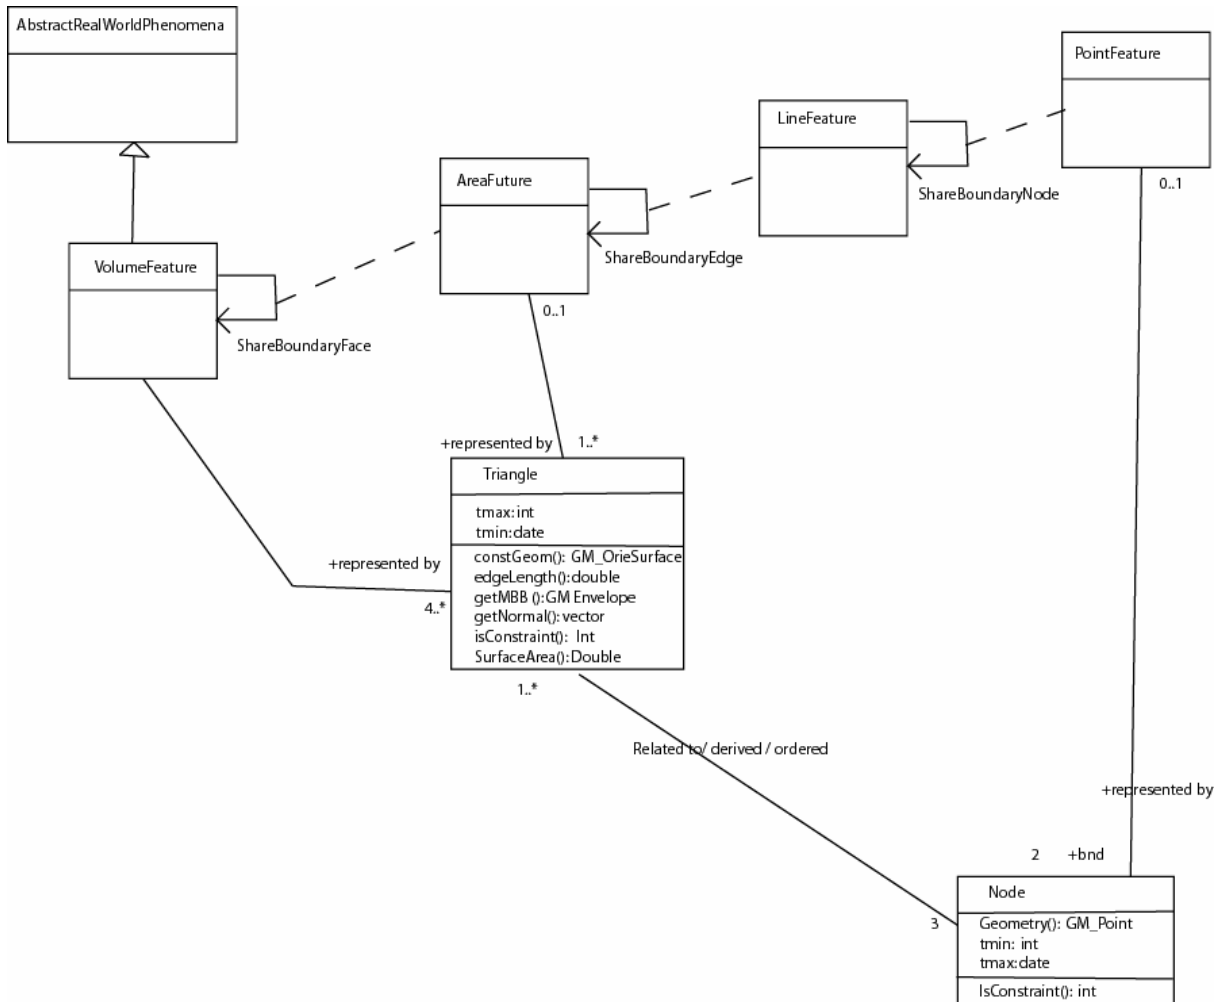 AbstractRealWorldPhenomena
PointFeature
LineFeature
AreaFuture
0..1
ShareBoundaryNode
ShareBoundaryEdge
VolumeFeature
0..1
ShareBoundaryFace
+represented by
1..*
Triangle
tmax:int
tmin:date
constGeom(): GM_OrieSurface
edgeLength():double
getMBB ():GM Envelope
getNormal():vector
isConstraint(): Int
SurfaceArea():Double
+represented by
4..*
1..*
Related to/ derived / ordered
+represented by
2
+bnd
Node
3
Geometry(): GM_Point
tmin: int
tmax:date
IsConstraint(): int